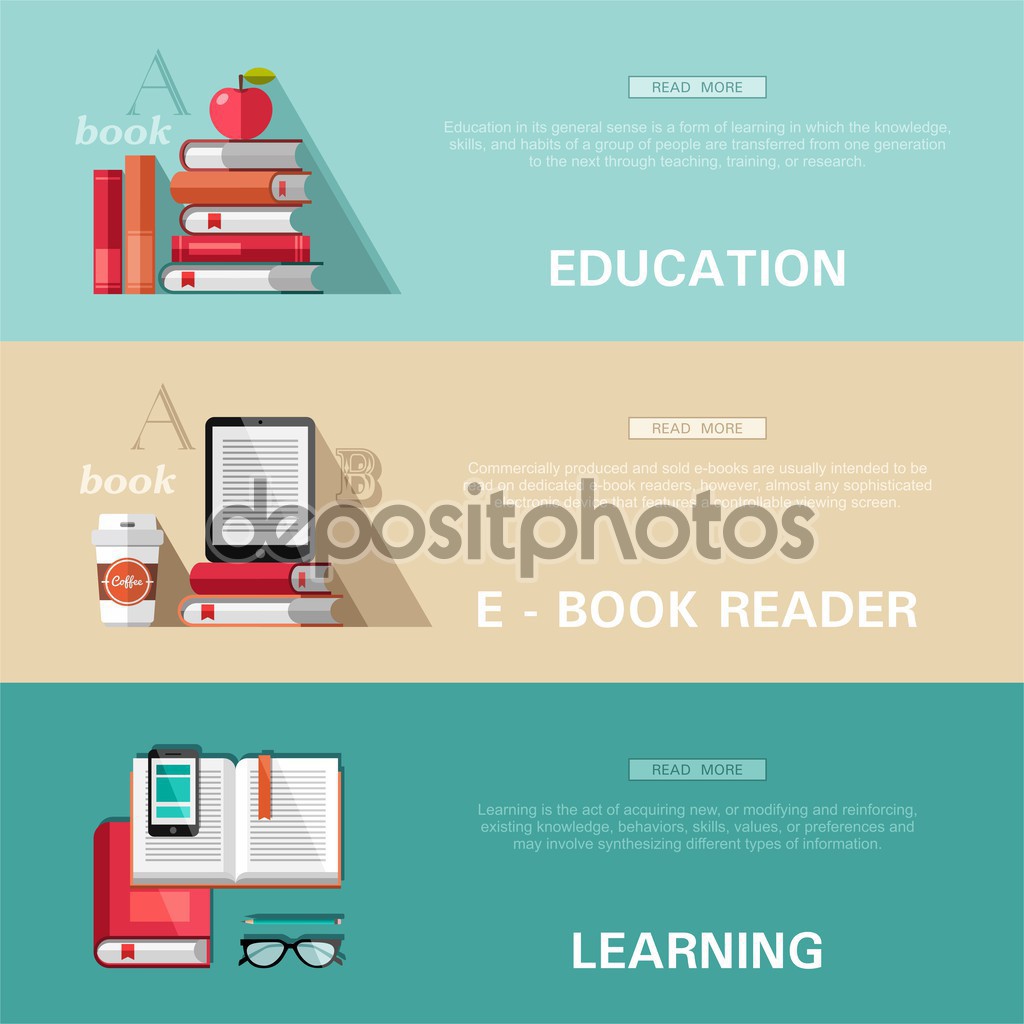 A
book
READ MORE
Education in its general sense is a form of learning in which the knowledge,
skills, and habits of a group of people are transferred from one generation
to the next through teaching, training, or research.
EDUCATION
A
book
B
Coffee
READ MORE
Commercially produced and sold e-books are usually intended to be
read on dedicated e-book readers, however, almost any sophisticated
electronic device that features a controllable viewing screen.
depositphotos
E - BOOK READER
READ MORE
Learning is the act of acquiring new, or modifying and reinforcing,
existing knowledge, behaviors, skills, values, or preferences and
may involve synthesizing different types of information.
LEARNING